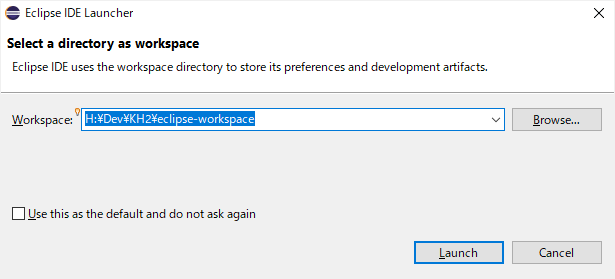 Eclipse IDE Launcher
Select a directory as workspace
Eclipse IDE uses the workspace directory to store its preferences and development artifacts.
Workspace: H:¥Dev¥KH2¥eclipse-workspace Browse...
Use this as the default and do not ask again
Launch Cancel